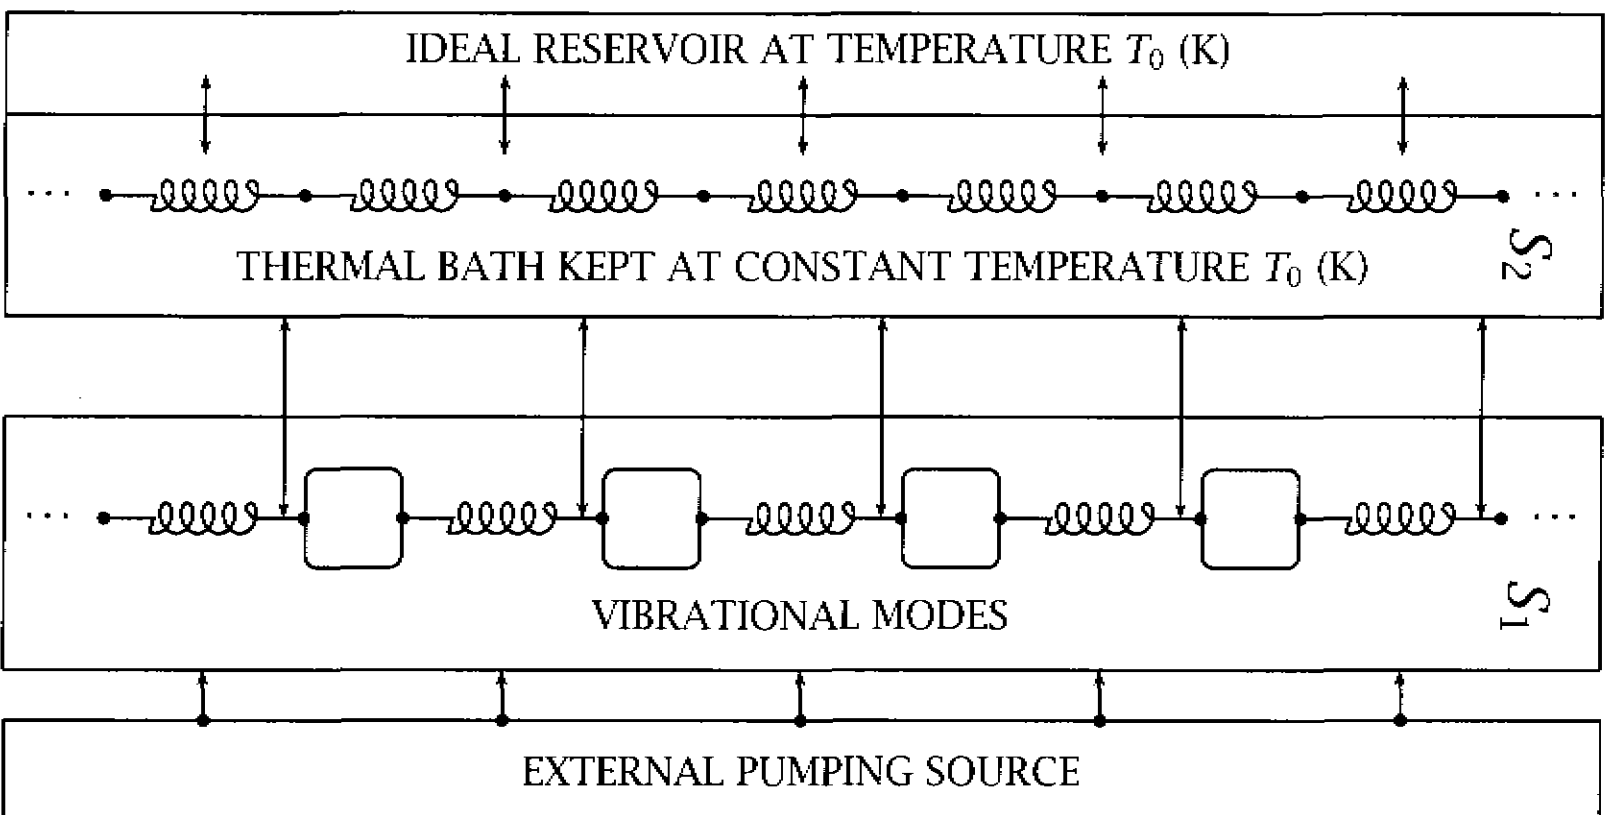 IDEAL RESERVOIR AT TEMPERATURE T₀ (K)
... ...
THERMAL BATH KEPT AT CONSTANT TEMPERATURE T₀ (K)
S₂
... ...
VIBRATIONAL MODES
S₁
EXTERNAL PUMPING SOURCE